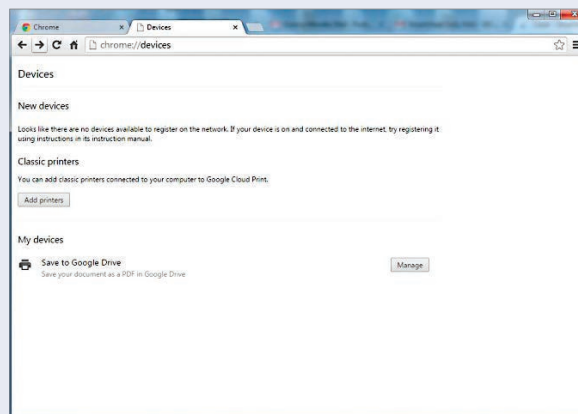 Chrome
Devices
chrome://devices
Devices
New devices
Looks like there are no devices available to register on the network. If your device is on and connected to the internet, try registering it
using instructions in its instruction manual.
Classic printers
You can add classic printers connected to your computer to Google Cloud Print.
Add printers
My devices
Save to Google Drive
Manage
Save your document as a PDF in Google Drive